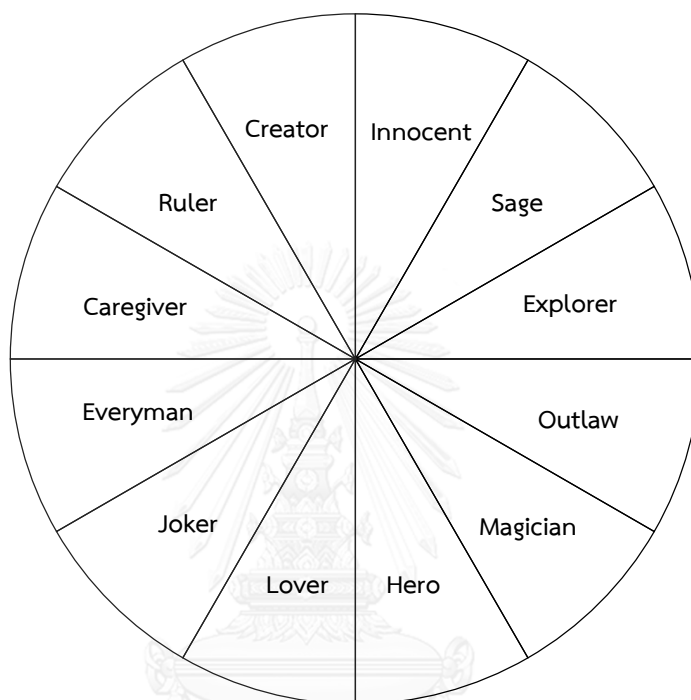 Creator
Innocent
Ruler
Sage
Caregiver
Explorer
Everyman
Outlaw
Joker
Magician
Lover
Hero